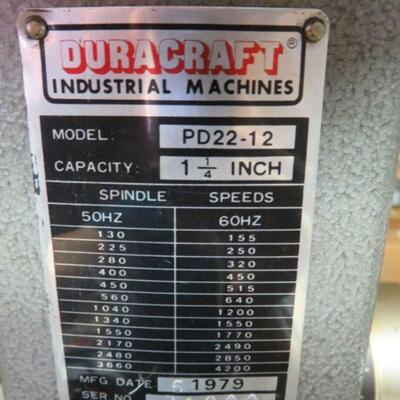 DURACRAFT®
INDUSTRIAL MACHINES
MODEL: PD22-12
CAPACITY: 1 1/4 INCH
SPINDLE SPEEDS
50HZ 60HZ
130 155
225 250
280 320
400 450
450 515
560 640
1040 1200
1340 1550
1550 1770
2170 2490
2480 2850
3660 4200
MFG DATE 5 1979
SER NO.